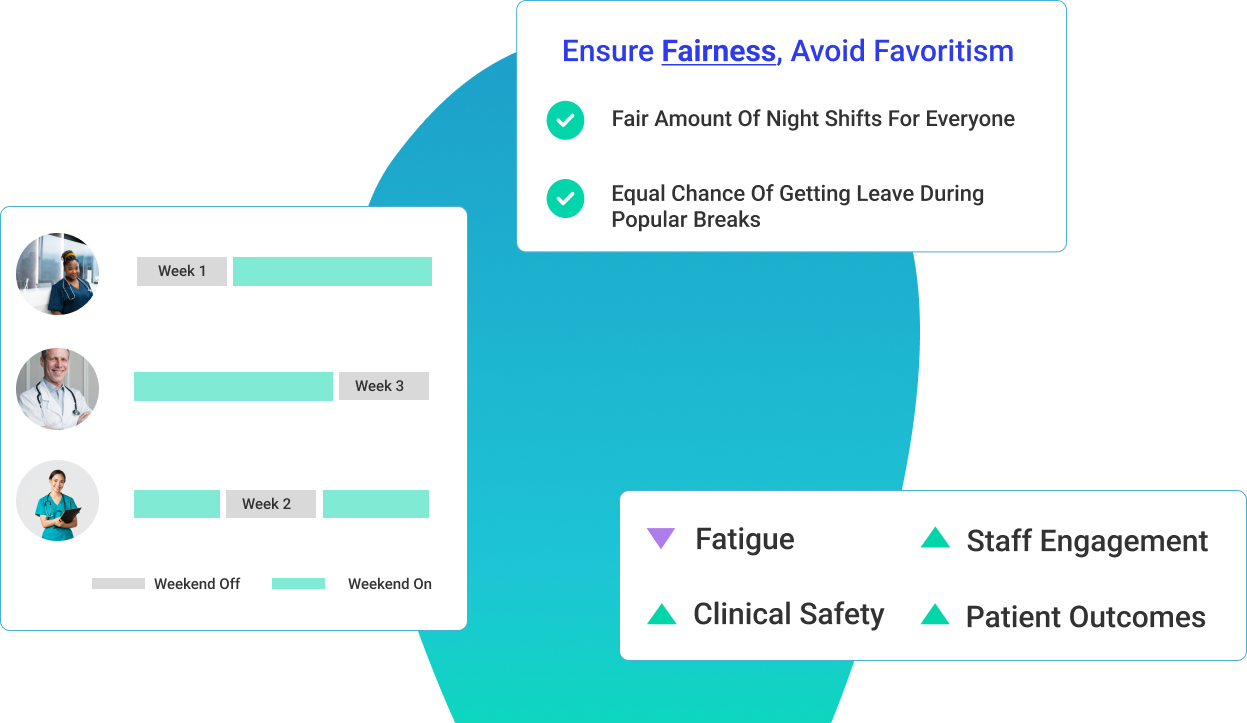 Ensure Fairness, Avoid Favoritism
Fair Amount Of Night Shifts For Everyone
Equal Chance Of Getting Leave During
Popular Breaks
Week 1
Week 3
Week 2
Weekend Off
Weekend On
Fatigue
Staff Engagement
Clinical Safety
Patient Outcomes